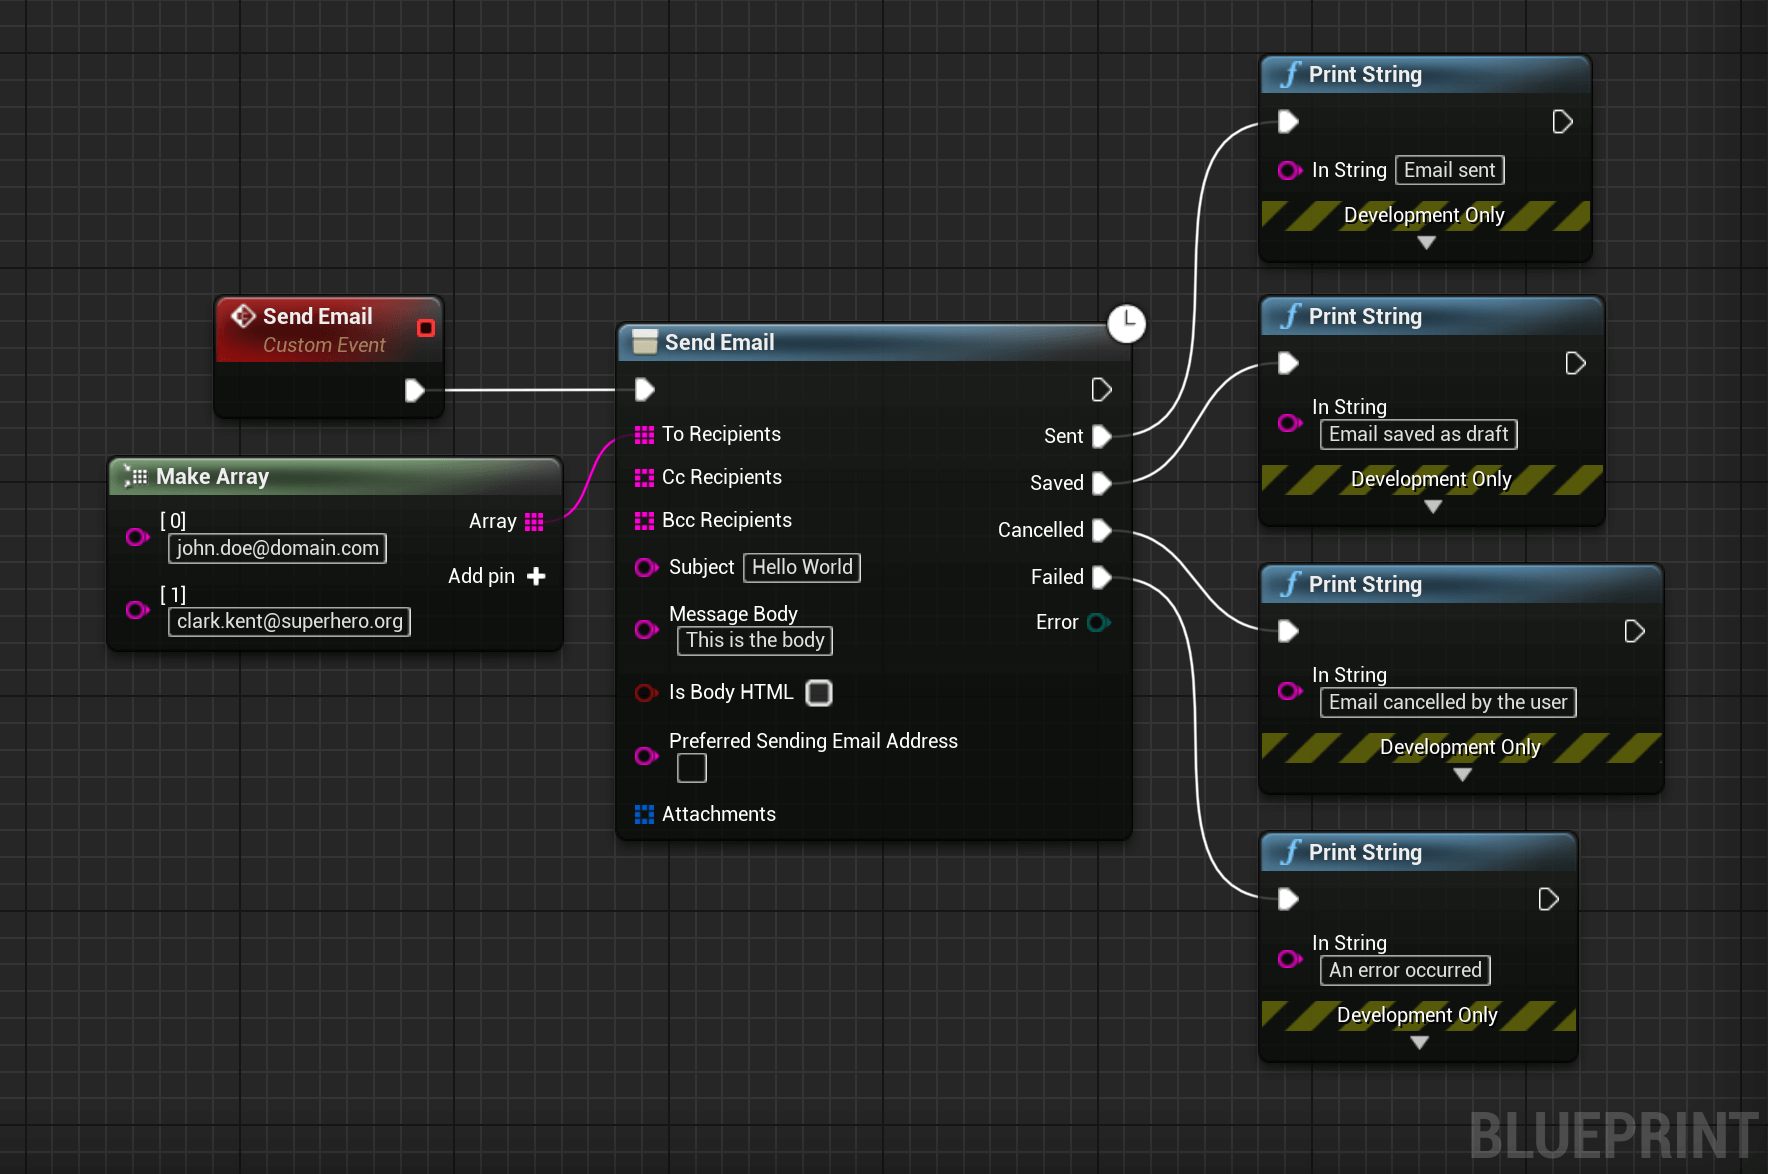 Send Email
Custom Event
Make Array
[ 0]
john.doe@domain.com
[ 1]
clark.kent@superhero.org
Array
Add pin
Send Email
To Recipients
Cc Recipients
Bcc Recipients
Subject Hello World
Message Body
This is the body
Is Body HTML
Preferred Sending Email Address
Attachments
Sent
Saved
Cancelled
Failed
Error
Print String
In String Email sent
Development Only
Print String
In String
Email saved as draft
Development Only
Print String
In String
Email cancelled by the user
Development Only
Print String
In String
An error occurred
Development Only
BLUEPRINT